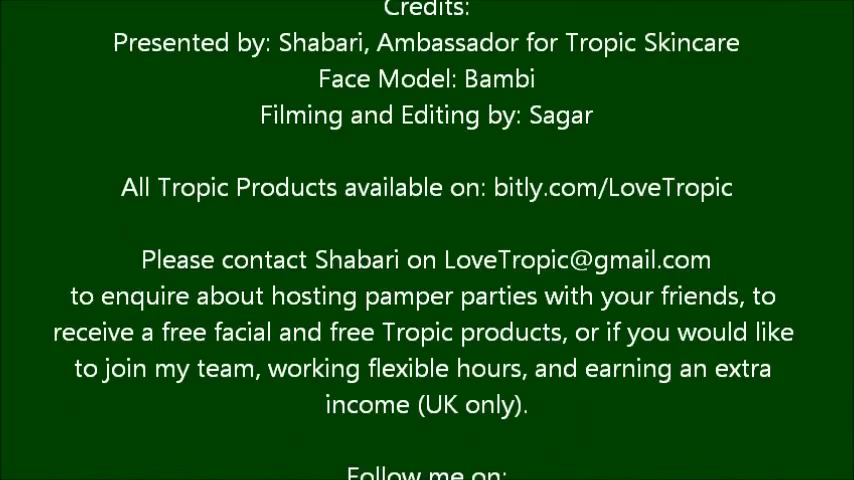 Credits:
Presented by: Shabari, Ambassador for Tropic Skincare
Face Model: Bambi
Filming and Editing by: Sagar
All Tropic Products available on: bitly.com/LoveTropic
Please contact Shabari on LoveTropic@gmail.com
to enquire about hosting pamper parties with your friends, to
receive a free facial and free Tropic products, or if you would like
to join my team, working flexible hours, and earning an extra
income (UK only).
Follow me on: